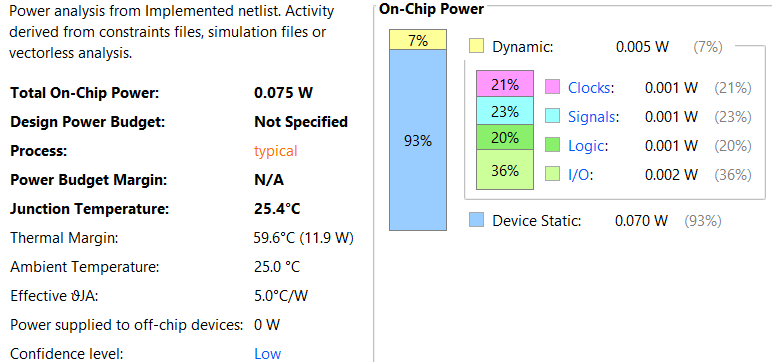 Power analysis from Implemented netlist. Activity
derived from constraints files, simulation files or
vectorless analysis.
Total On-Chip Power: 0.075 W
Design Power Budget: Not Specified
Process: typical
Power Budget Margin: N/A
Junction Temperature: 25.4°C
Thermal Margin: 59.6°C (11.9 W)
Ambient Temperature: 25.0 °C
Effective ϑJA: 5.0°C/W
Power supplied to off-chip devices: 0 W
Confidence level: Low
On-Chip Power
7%
93%
Dynamic: 0.005 W (7%)
21%
23%
20%
36%
Clocks: 0.001 W (21%)
Signals: 0.001 W (23%)
Logic: 0.001 W (20%)
I/O: 0.002 W (36%)
Device Static: 0.070 W (93%)